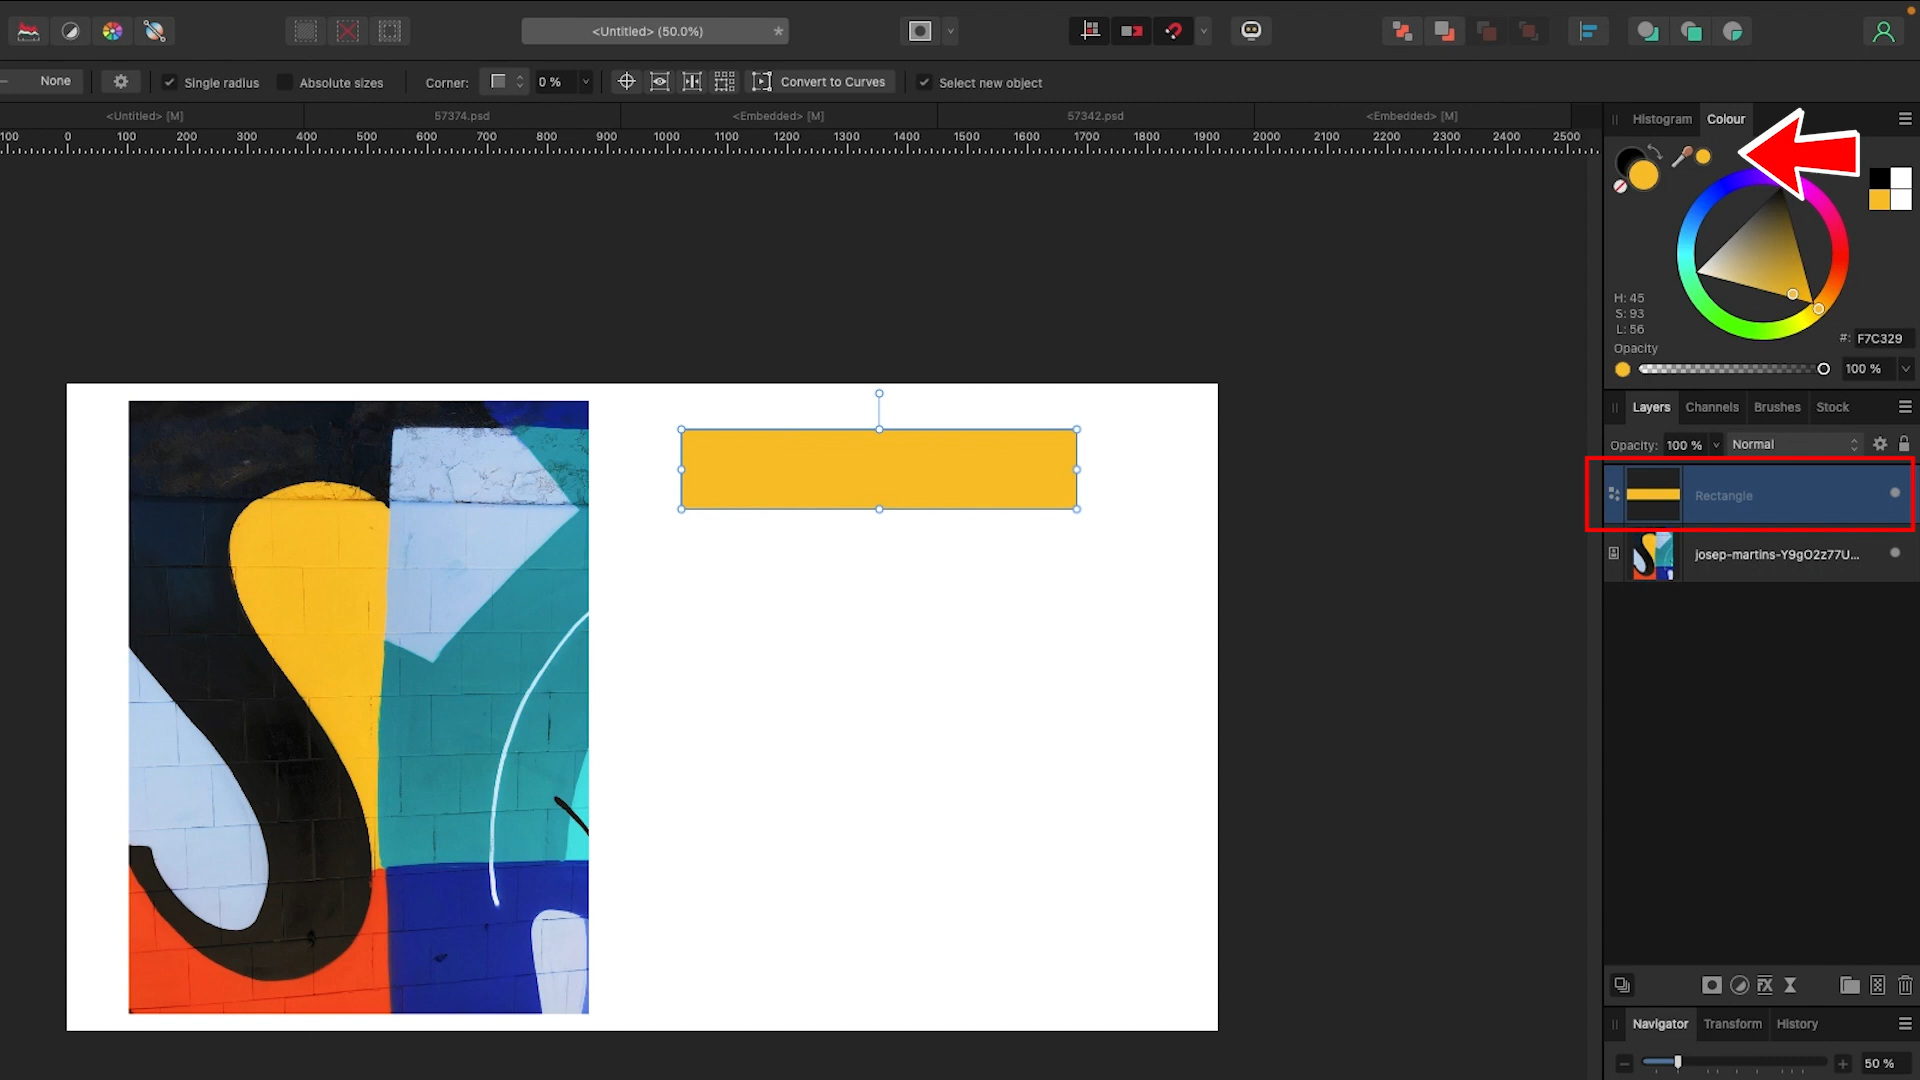 <Untitled> (50.0%)
*
None
Single radius
Absolute sizes
Corner:
0 %
Convert to Curves
Select new object
<Untitled> [M]
57374.psd
<Embedded> [M]
57342.psd
<Embedded> [M]
100 0 100 200 300 400 500 600 700 800 900 1000 1100 1200 1300 1400 1500 1600 1700 1800 1900 2000 2100 2200 2300 2400 2500
Histogram
Colour
H: 45
S: 93
L: 56
#: F7C329
Opacity
100 %
Layers
Channels
Brushes
Stock
Opacity: 100 %
Normal
Rectangle
josep-martins-Y9gO2z77U...
FX
Navigator
Transform
History
50 %